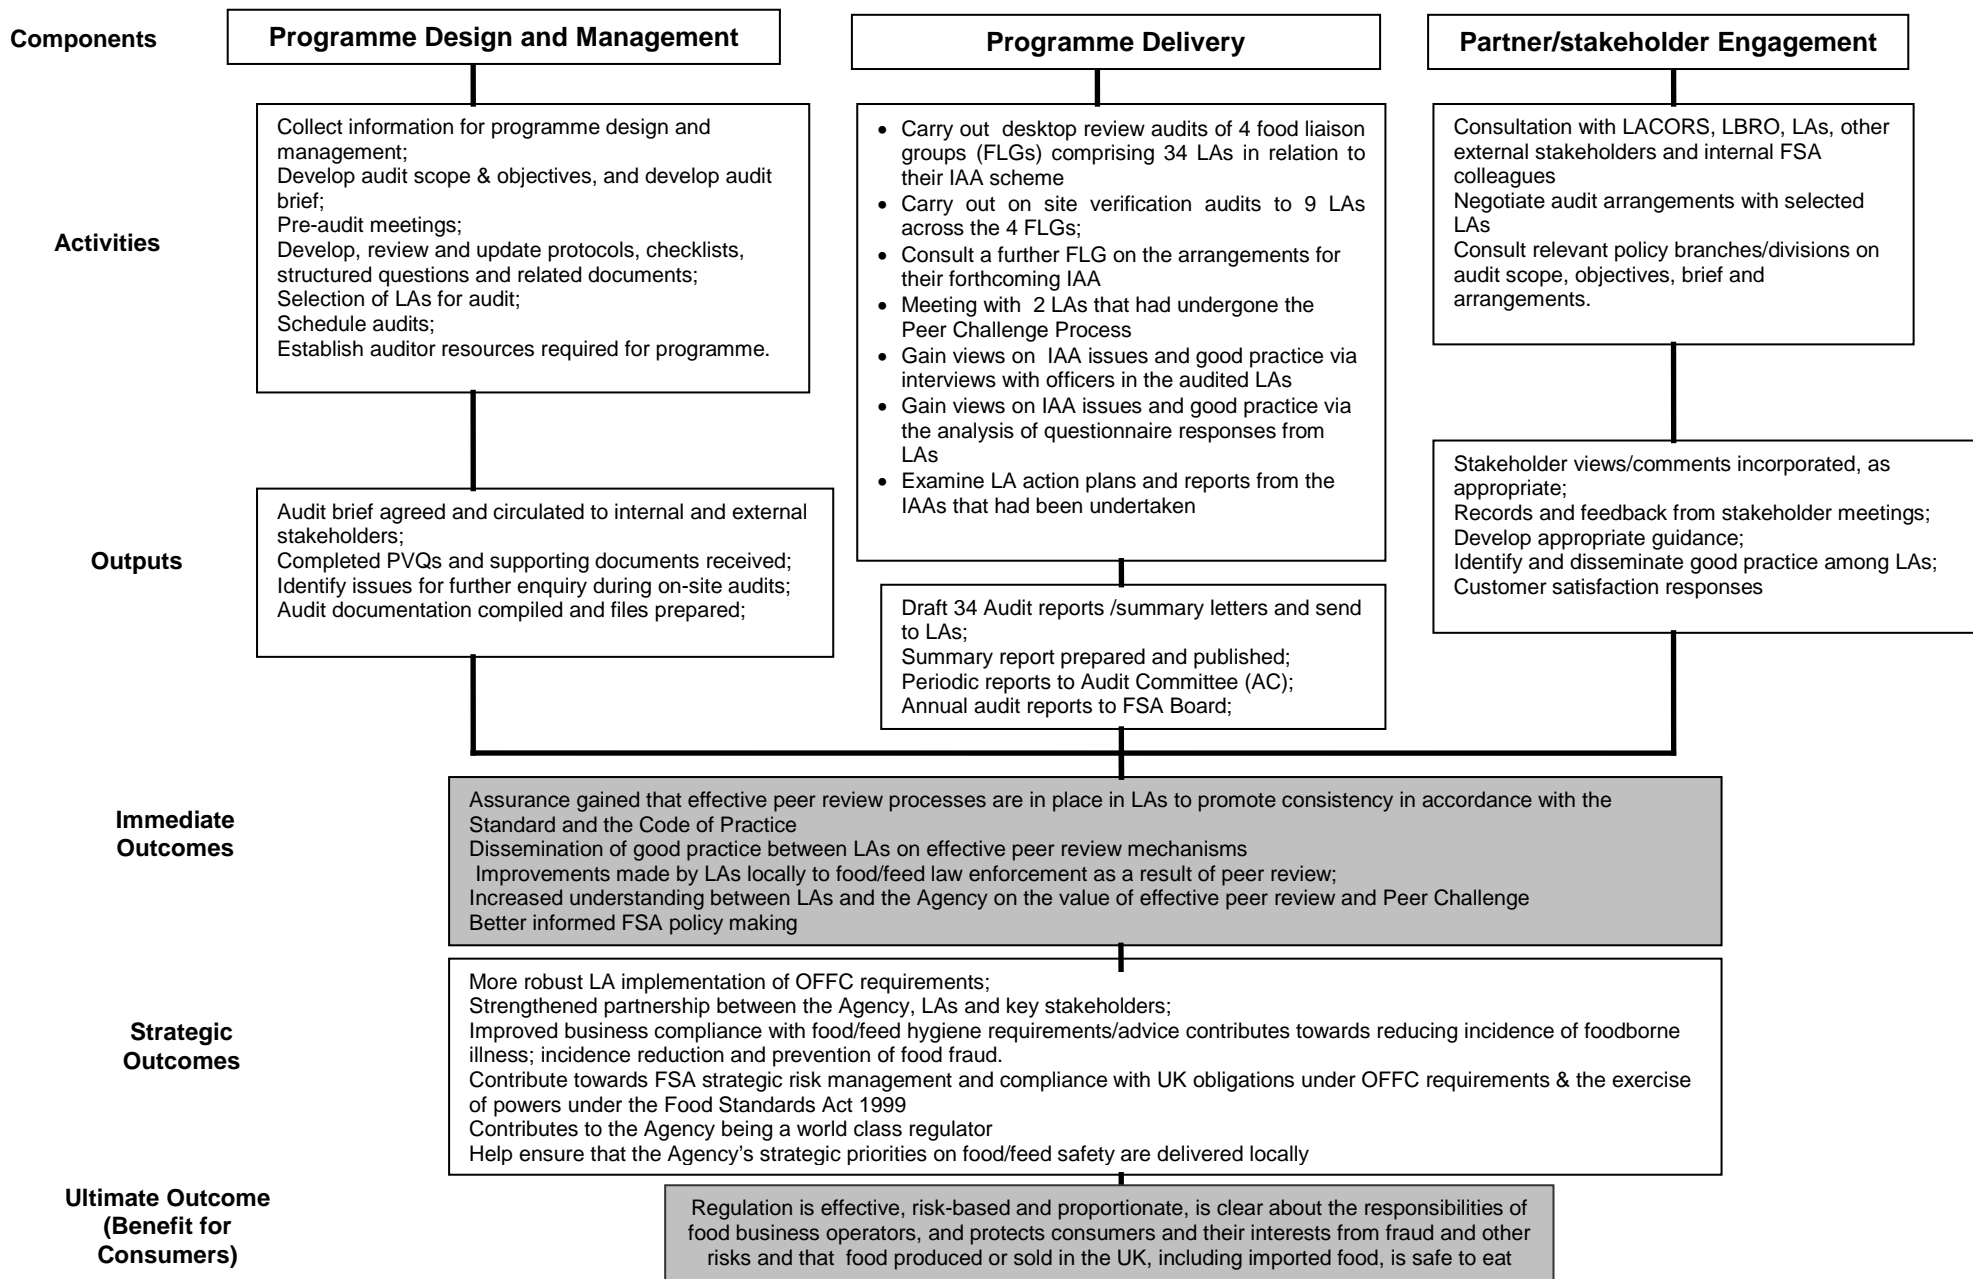 Components
Programme Design and Management
Programme Delivery
Partner/stakeholder Engagement
Activities
Collect information for programme design and
management;
Develop audit scope & objectives, and develop audit
brief;
Pre-audit meetings;
Develop, review and update protocols, checklists,
structured questions and related documents;
Selection of LAs for audit;
Schedule audits;
Establish auditor resources required for programme.
• Carry out desktop review audits of 4 food liaison
groups (FLGs) comprising 34 LAs in relation to
their IAA scheme
• Carry out on site verification audits to 9 LAs
across the 4 FLGs;
• Consult a further FLG on the arrangements for
their forthcoming IAA
• Meeting with 2 LAs that had undergone the
Peer Challenge Process
• Gain views on IAA issues and good practice via
interviews with officers in the audited LAs
• Gain views on IAA issues and good practice via
the analysis of questionnaire responses from
LAs
• Examine LA action plans and reports from the
IAAs that had been undertaken
Consultation with LACORS, LBRO, LAs, other
external stakeholders and internal FSA
colleagues
Negotiate audit arrangements with selected
LAs
Consult relevant policy branches/divisions on
audit scope, objectives, brief and
arrangements.
Outputs
Audit brief agreed and circulated to internal and external
stakeholders;
Completed PVQs and supporting documents received;
Identify issues for further enquiry during on-site audits;
Audit documentation compiled and files prepared;
Draft 34 Audit reports /summary letters and send
to LAs;
Summary report prepared and published;
Periodic reports to Audit Committee (AC);
Annual audit reports to FSA Board;
Stakeholder views/comments incorporated, as
appropriate;
Records and feedback from stakeholder meetings;
Develop appropriate guidance;
Identify and disseminate good practice among LAs;
Customer satisfaction responses
Immediate
Outcomes
Assurance gained that effective peer review processes are in place in LAs to promote consistency in accordance with the
Standard and the Code of Practice
Dissemination of good practice between LAs on effective peer review mechanisms
Improvements made by LAs locally to food/feed law enforcement as a result of peer review;
Increased understanding between LAs and the Agency on the value of effective peer review and Peer Challenge
Better informed FSA policy making
Strategic
Outcomes
More robust LA implementation of OFFC requirements;
Strengthened partnership between the Agency, LAs and key stakeholders;
Improved business compliance with food/feed hygiene requirements/advice contributes towards reducing incidence of foodborne
illness; incidence reduction and prevention of food fraud.
Contribute towards FSA strategic risk management and compliance with UK obligations under OFFC requirements & the exercise
of powers under the Food Standards Act 1999
Contributes to the Agency being a world class regulator
Help ensure that the Agency's strategic priorities on food/feed safety are delivered locally
Ultimate Outcome
(Benefit for
Consumers)
Regulation is effective, risk-based and proportionate, is clear about the responsibilities of
food business operators, and protects consumers and their interests from fraud and other
risks and that food produced or sold in the UK, including imported food, is safe to eat